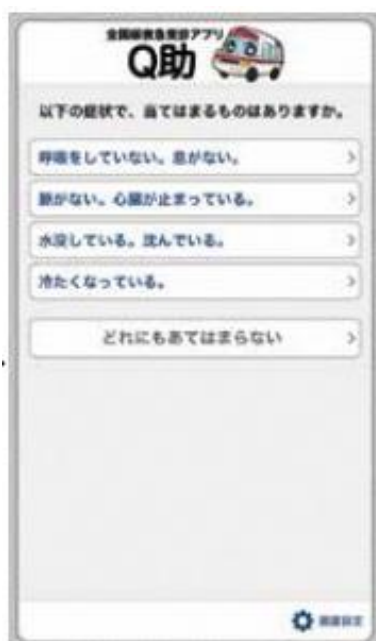 全国版救急受診アプリ
Q助
以下の症状で、当てはまるものはありますか。
呼吸をしていない。息がない。
脈がない。心臓が止まっている。
水没している。沈んでいる。
冷たくなっている。
どれにもあてはまらない
画面設定